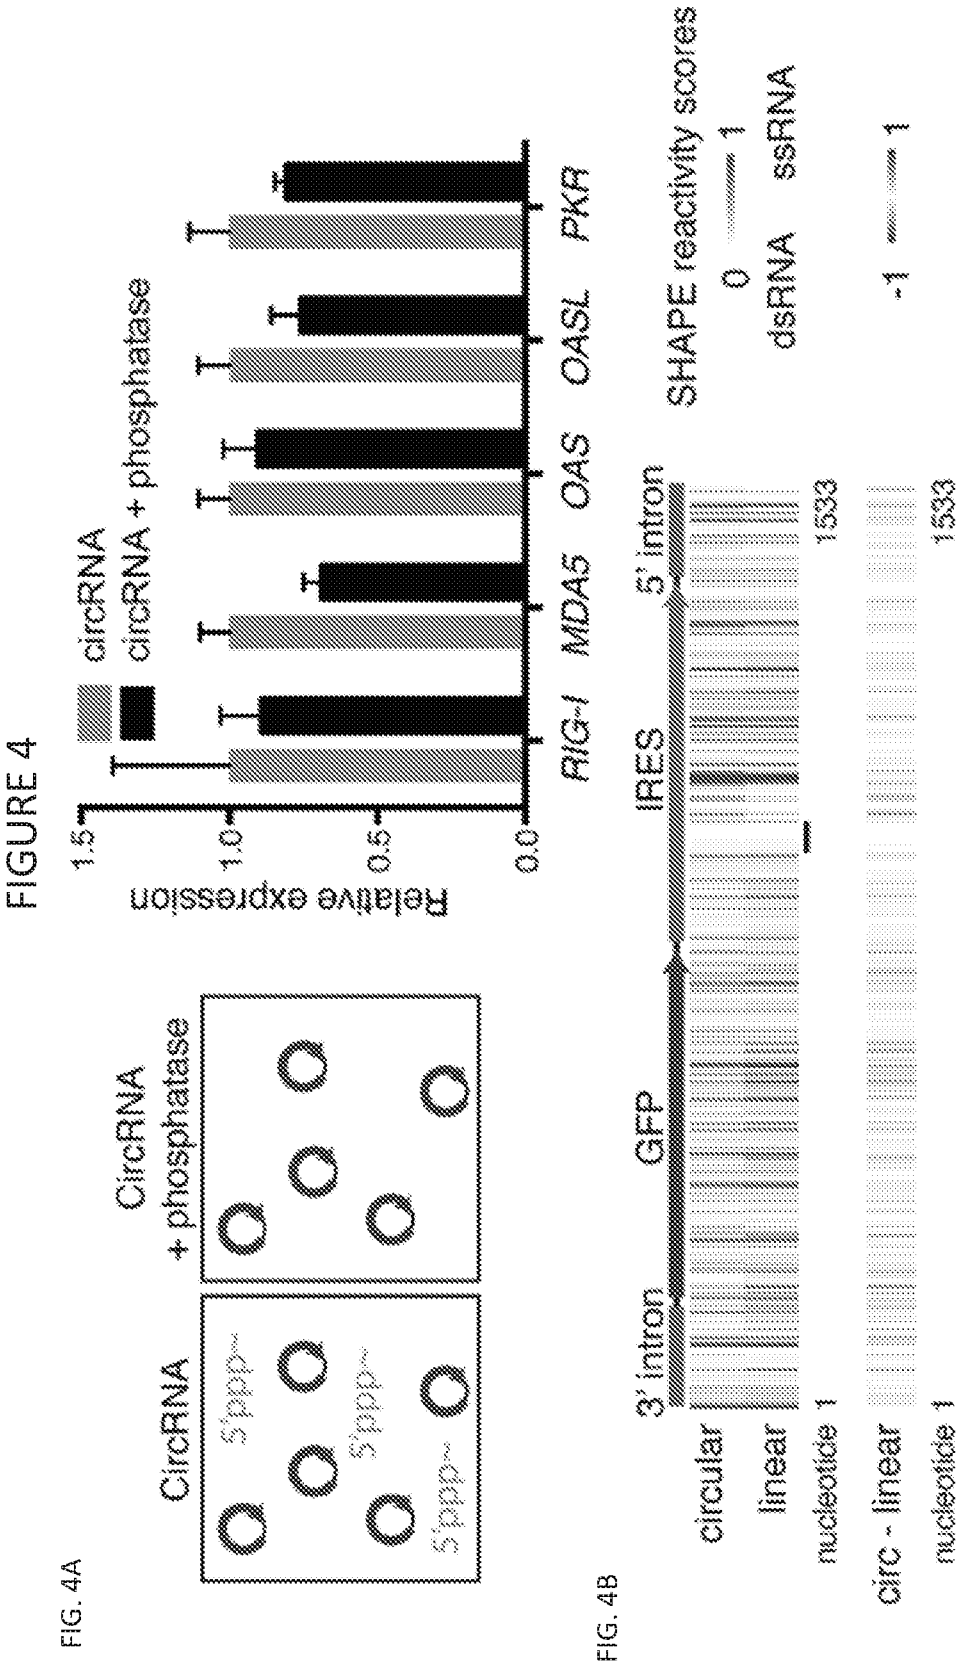 FIGURE 4
FIG. 4A
CircRNA
5'ppp~
5'ppp~
5'ppp~
CircRNA
+ phosphatase
circRNA
circRNA + phosphatase
Relative expression
1.5
1.0
0.5
0.0
RIG-I
MDA5
OAS
OASL
PKR
FIG. 4B
3' intron
GFP
IRES
5' intron
circular
linear
nucleotide 1
1533
circ - linear
nucleotide 1
1533
SHAPE reactivity scores
0
1
dsRNA
ssRNA
-1
1